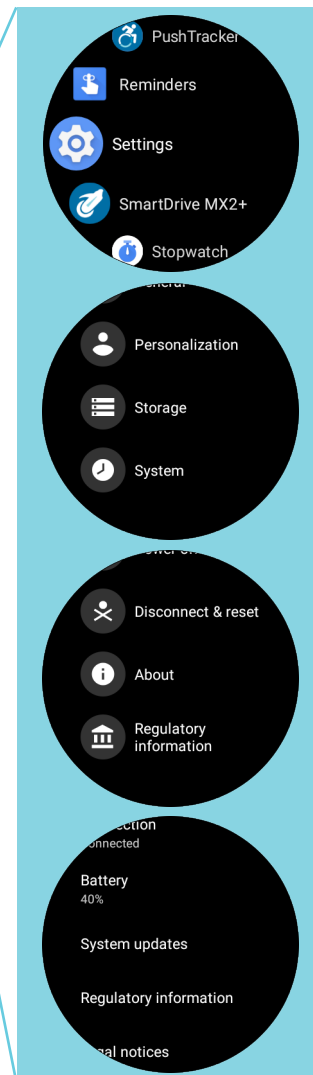 PushTracker
Reminders
Settings
SmartDrive MX2+
Stopwatch
Personalization
Storage
System
Disconnect & reset
About
Regulatory
information
Battery
40%
System updates
Regulatory information
notices